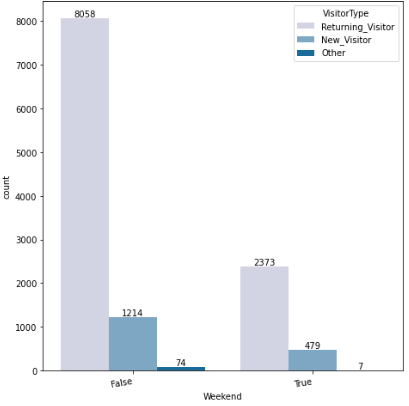 VisitorType
Returning_Visitor
New_Visitor
Other
8058
1214
74
2373
479
7
8000
7000
6000
5000
4000
3000
2000
1000
0
count
False
True
Weekend